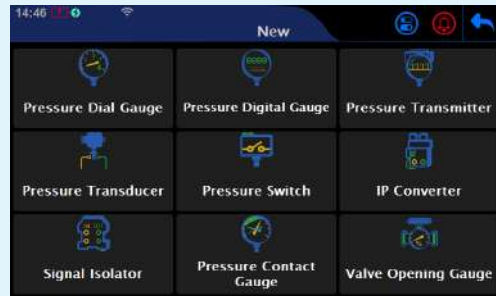 14:46
New
Pressure Dial Gauge
Pressure Digital Gauge
Pressure Transmitter
Pressure Transducer
Pressure Switch
IP Converter
Signal Isolator
Pressure Contact
Gauge
Valve Opening Gauge